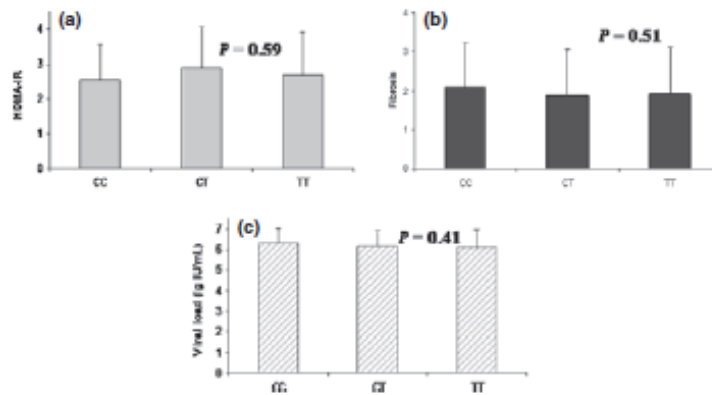 (a)
P = 0.59
HOMA-IR
4
3
2
1
0
CC
CT
TT
(b)
P = 0.51
Fibrosis
4
3
2
1
0
CC
CT
TT
(c)
P = 0.41
Viral load (lg IU/mL)
7
6
5
4
3
2
1
0
CC
CT
TT